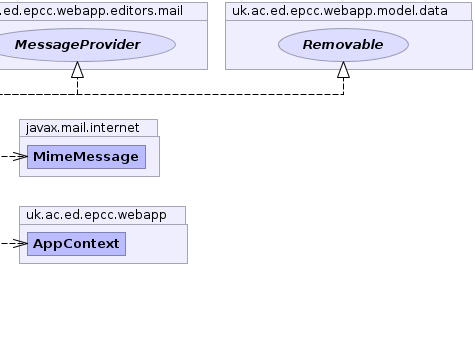 .ed.epcc.webapp.editors.mail
uk.ac.ed.epcc.webapp.model.data
MessageProvider
Removable
javax.mail.internet
MimeMessage
uk.ac.ed.epcc.webapp
AppContext